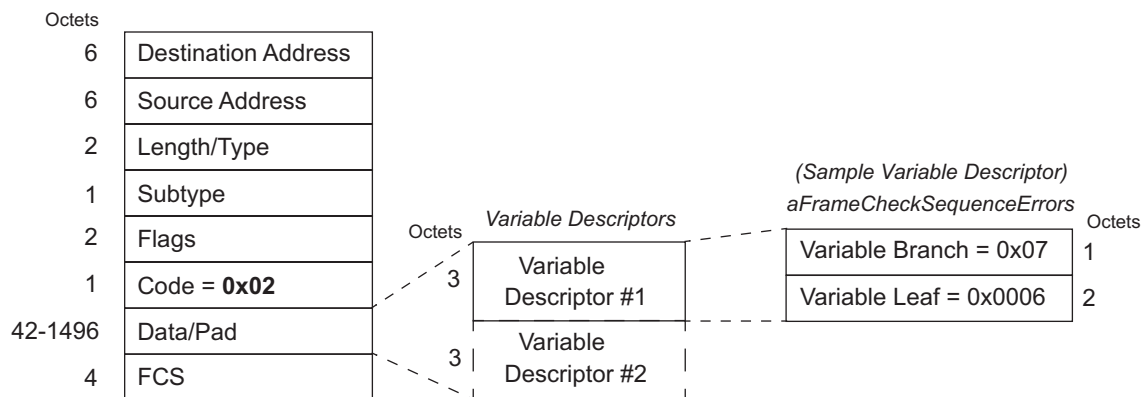 Octets
6 Destination Address
6 Source Address
2 Length/Type
1 Subtype
2 Flags
1 Code = 0x02
42-1496 Data/Pad
4 FCS
Variable Descriptors
Octets
3 Variable
Descriptor #1
3 Variable
Descriptor #2
(Sample Variable Descriptor)
aFrameCheckSequenceErrors
Octets
Variable Branch = 0x07 1
Variable Leaf = 0x0006 2